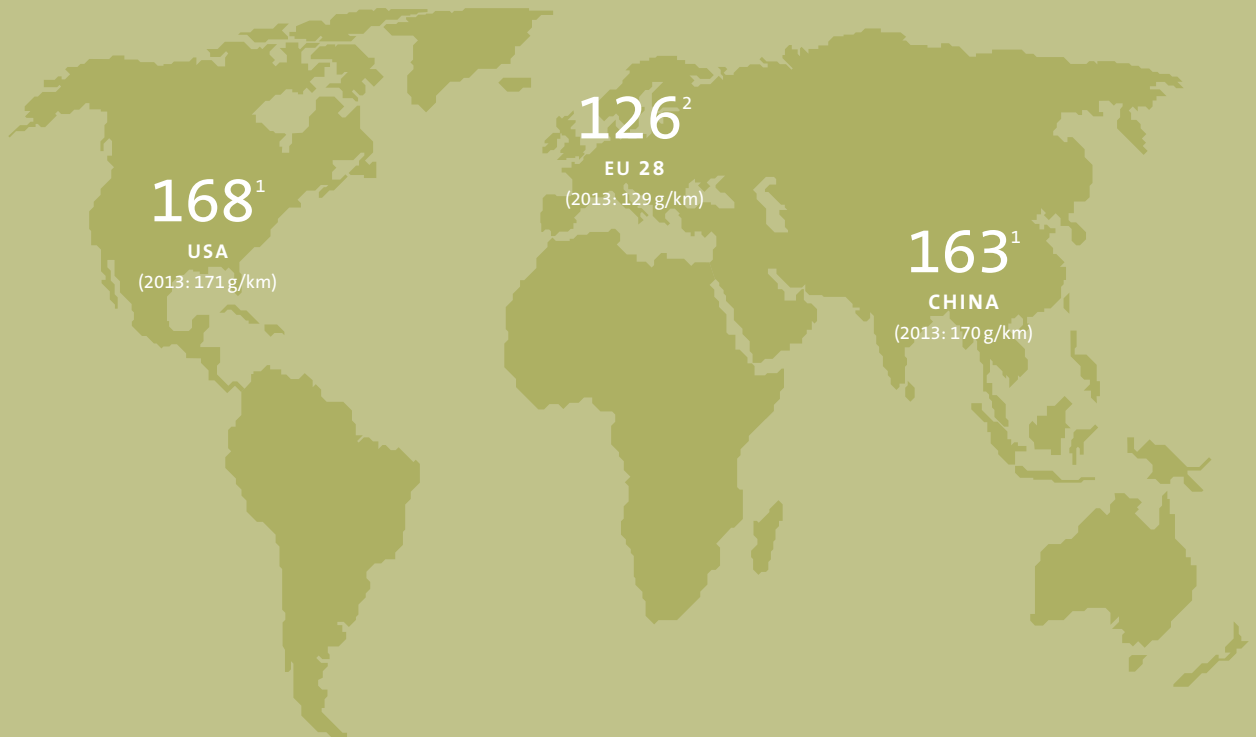 168¹
USA
(2013: 171 g/km)
126²
EU 28
(2013: 129 g/km)
163¹
CHINA
(2013: 170 g/km)